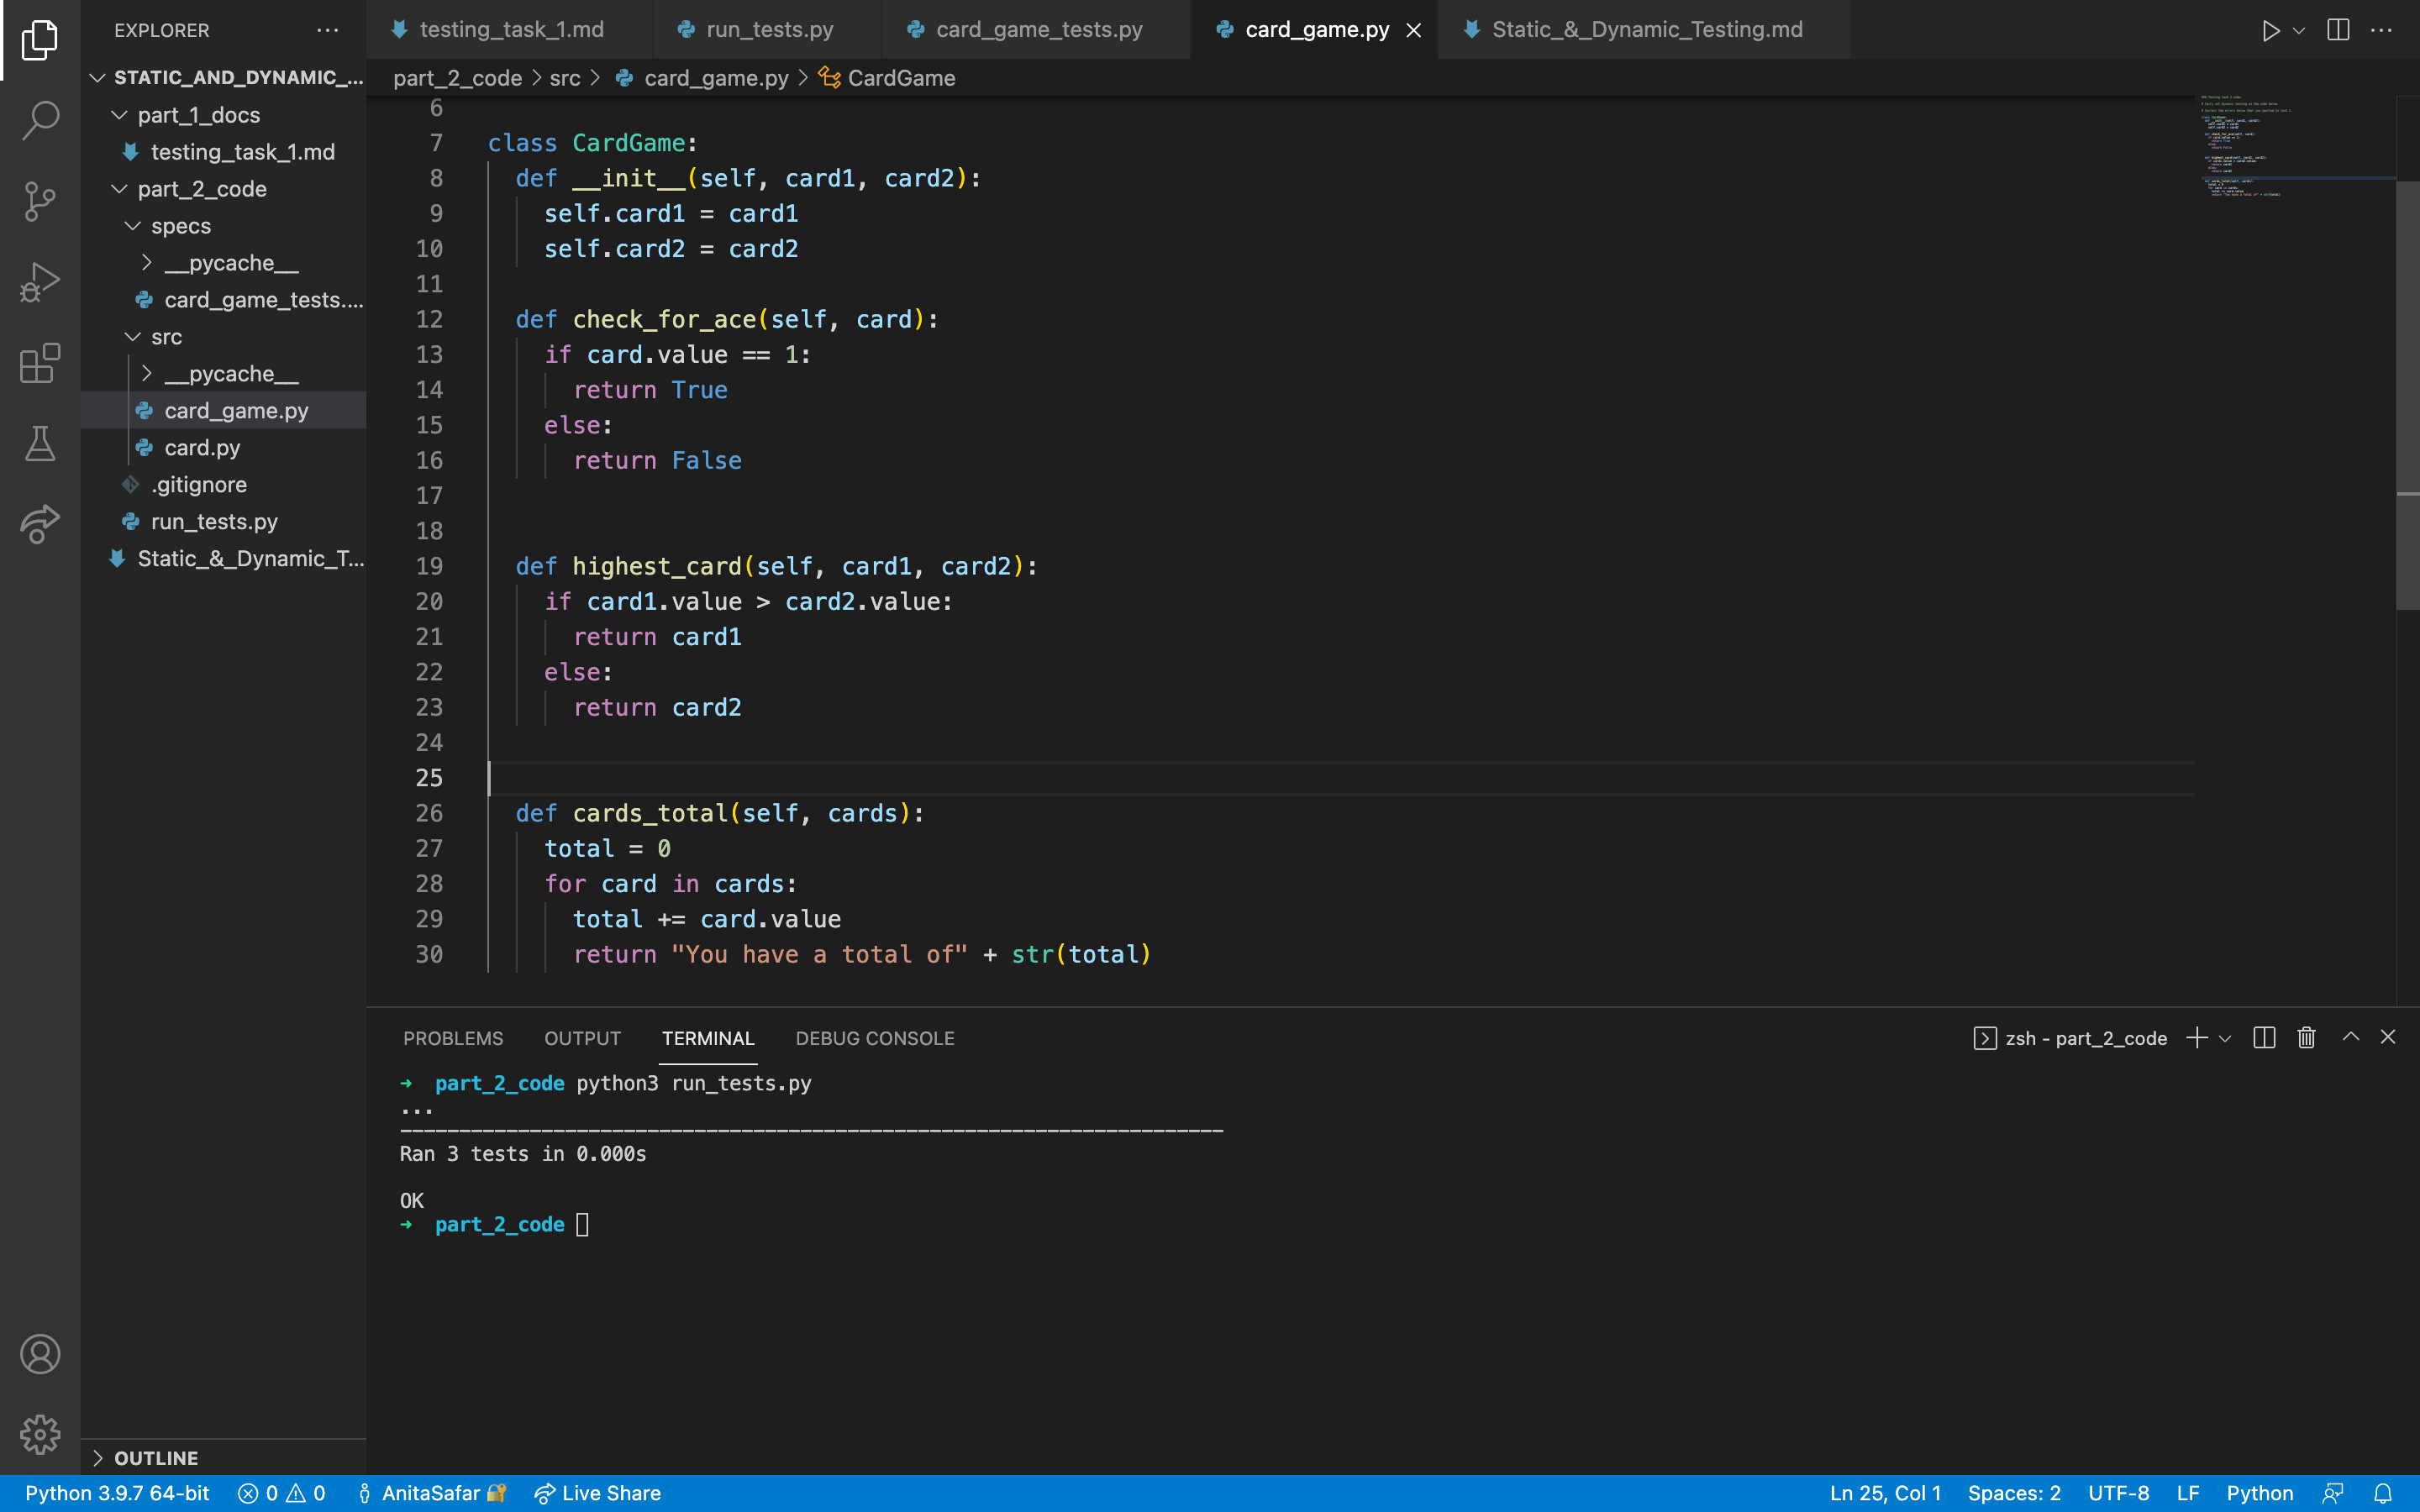 EXPLORER
testing_task_1.md
run_tests.py
card_game_tests.py
card_game.py
Static_&_Dynamic_Testing.md
STATIC_AND_DYNAMIC_...
part_1_docs
testing_task_1.md
part_2_code
specs
__pycache__
card_game_tests....
src
__pycache__
card_game.py
card.py
.gitignore
run_tests.py
Static_&_Dynamic_T...
OUTLINE
part_2_code > src > card_game.py > CardGame
6
7 class CardGame:
8 def __init__(self, card1, card2):
9 self.card1 = card1
10 self.card2 = card2
11
12 def check_for_ace(self, card):
13 if card.value == 1:
14 return True
15 else:
16 return False
17
18
19 def highest_card(self, card1, card2):
20 if card1.value > card2.value:
21 return card1
22 else:
23 return card2
24
25
26 def cards_total(self, cards):
27 total = 0
28 for card in cards:
29 total += card.value
30 return "You have a total of" + str(total)
PROBLEMS OUTPUT TERMINAL DEBUG CONSOLE
zsh - part_2_code
➜ part_2_code python3 run_tests.py
...
----------------------------------------------------------------------
Ran 3 tests in 0.000s
OK
➜ part_2_code
Python 3.9.7 64-bit 0 0 AnitaSafar Live Share
Ln 25, Col 1 Spaces: 2 UTF-8 LF Python